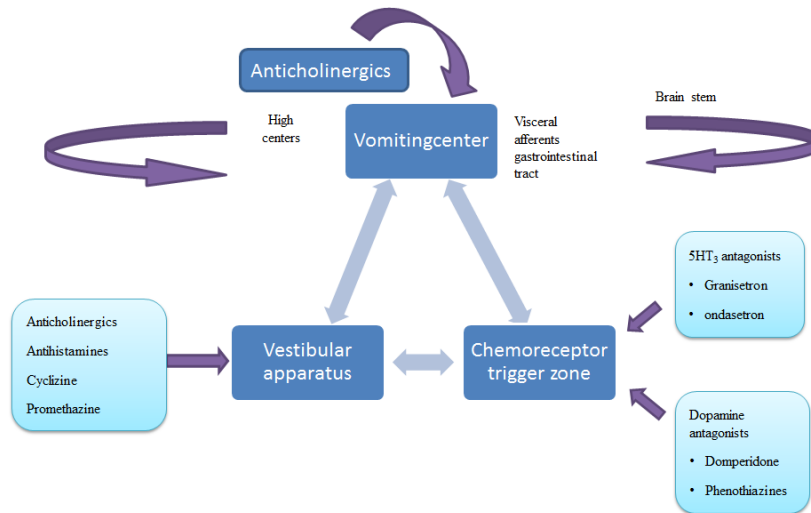 Anticholinergics
Brain stem
High
centers
Vomitingcenter
Visceral
afferents
gastrointestinal
tract
5HT₃ antagonists
• Granisetron
• ondasetron
Anticholinergics
Antihistamines
Cyclizine
Promethazine
Vestibular
apparatus
Chemoreceptor
trigger zone
Dopamine
antagonists
• Domperidone
• Phenothiazines